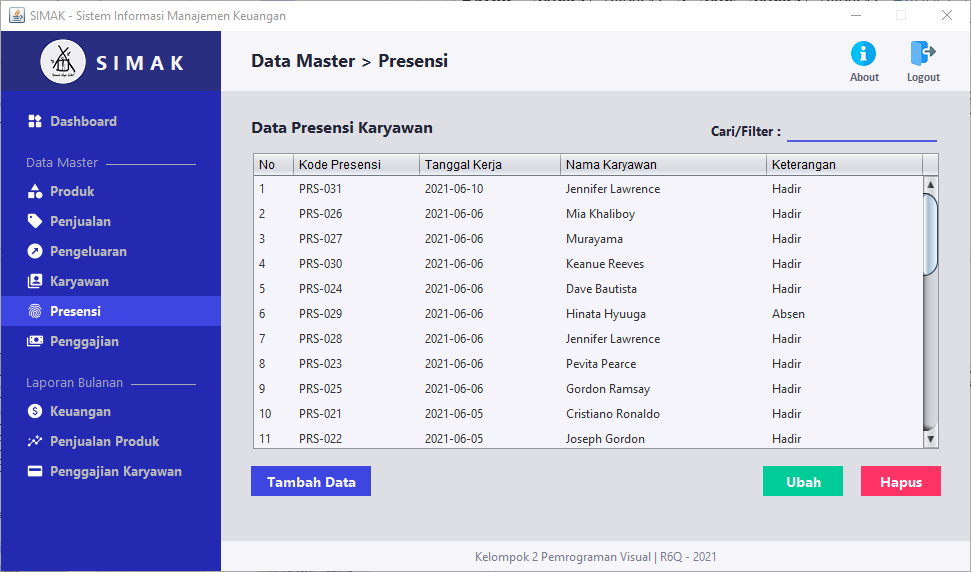 SIMAK - Sistem Informasi Manajemen Keuangan
SIMAK
Data Master > Presensi
About
Logout
Dashboard
Data Master
Produk
Penjualan
Pengeluaran
Karyawan
Presensi
Penggajian
Laporan Bulanan
Keuangan
Penjualan Produk
Penggajian Karyawan
Data Presensi Karyawan
Cari/Filter :
No Kode Presensi Tanggal Kerja Nama Karyawan Keterangan
1 PRS-031 2021-06-10 Jennifer Lawrence Hadir
2 PRS-026 2021-06-06 Mia Khaliboy Hadir
3 PRS-027 2021-06-06 Murayama Hadir
4 PRS-030 2021-06-06 Keanue Reeves Hadir
5 PRS-024 2021-06-06 Dave Bautista Hadir
6 PRS-029 2021-06-06 Hinata Hyuuga Absen
7 PRS-028 2021-06-06 Jennifer Lawrence Hadir
8 PRS-023 2021-06-06 Pevita Pearce Hadir
9 PRS-025 2021-06-06 Gordon Ramsay Hadir
10 PRS-021 2021-06-05 Cristiano Ronaldo Hadir
11 PRS-022 2021-06-05 Joseph Gordon Hadir
Tambah Data
Ubah
Hapus
Kelompok 2 Pemrograman Visual | R6Q - 2021